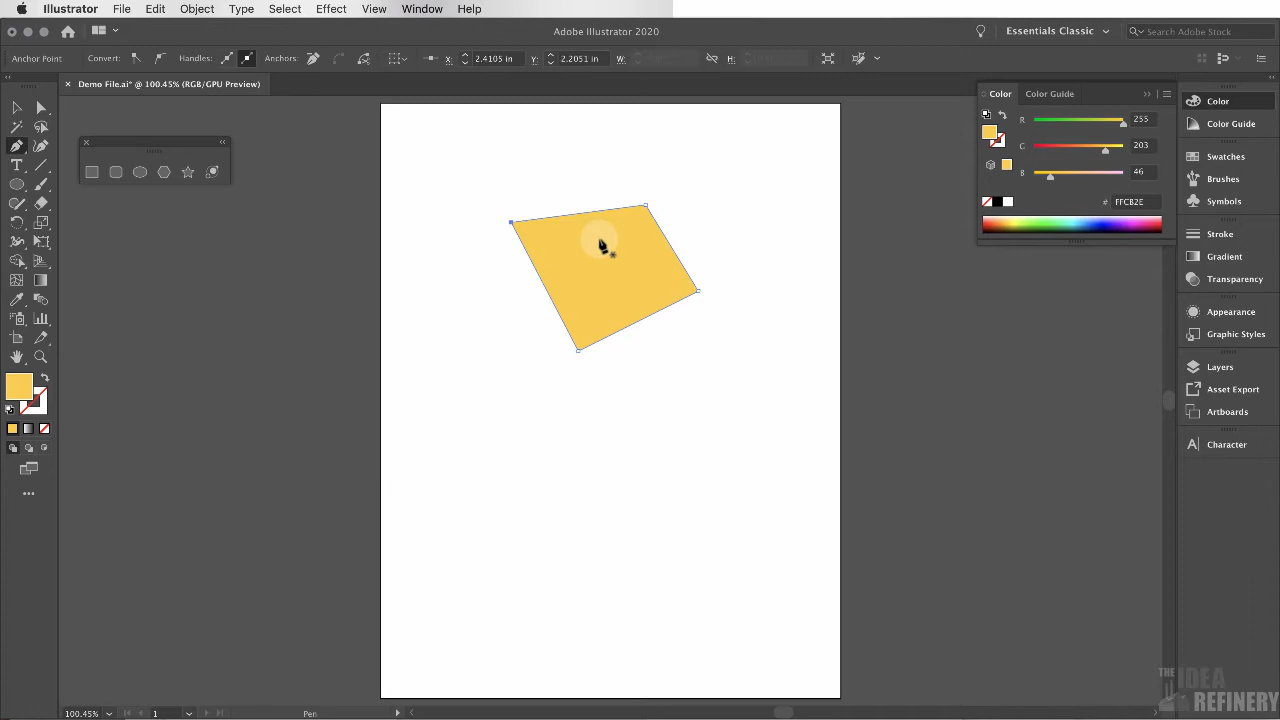 Illustrator File Edit Object Type Select Effect View Window Help
Adobe Illustrator 2020
Essentials Classic
Search Adobe Stock
Anchor Point Convert: Handles: Anchors: X: 2.4105 in Y: 2.2051 in W: H:
Demo File.ai* @ 100.45% (RGB/GPU Preview)
Color Color Guide
R 255
G 203
B 46
# FFCB2E
Color
Color Guide
Swatches
Brushes
Symbols
Stroke
Gradient
Transparency
Appearance
Graphic Styles
Layers
Asset Export
Artboards
Character
100.45% 1 Pen
THE IDEA
REFINERY